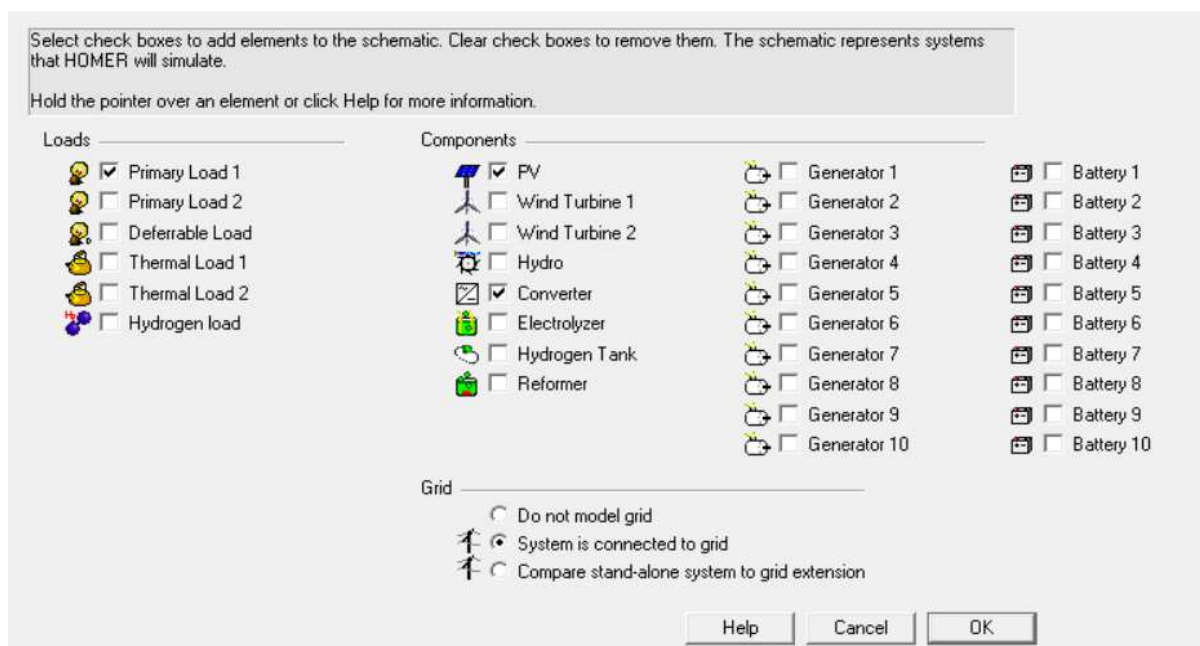 Select check boxes to add elements to the schematic. Clear check boxes to remove them. The schematic represents systems
that HOMER will simulate.
Hold the pointer over an element or click Help for more information.
Loads
Primary Load 1
Primary Load 2
Deferrable Load
Thermal Load 1
Thermal Load 2
Hydrogen load
Components
PV
Wind Turbine 1
Wind Turbine 2
Hydro
Converter
Electrolyzer
Hydrogen Tank
Reformer
Generator 1
Generator 2
Generator 3
Generator 4
Generator 5
Generator 6
Generator 7
Generator 8
Generator 9
Generator 10
Battery 1
Battery 2
Battery 3
Battery 4
Battery 5
Battery 6
Battery 7
Battery 8
Battery 9
Battery 10
Grid
Do not model grid
System is connected to grid
Compare stand-alone system to grid extension
Help
Cancel
OK